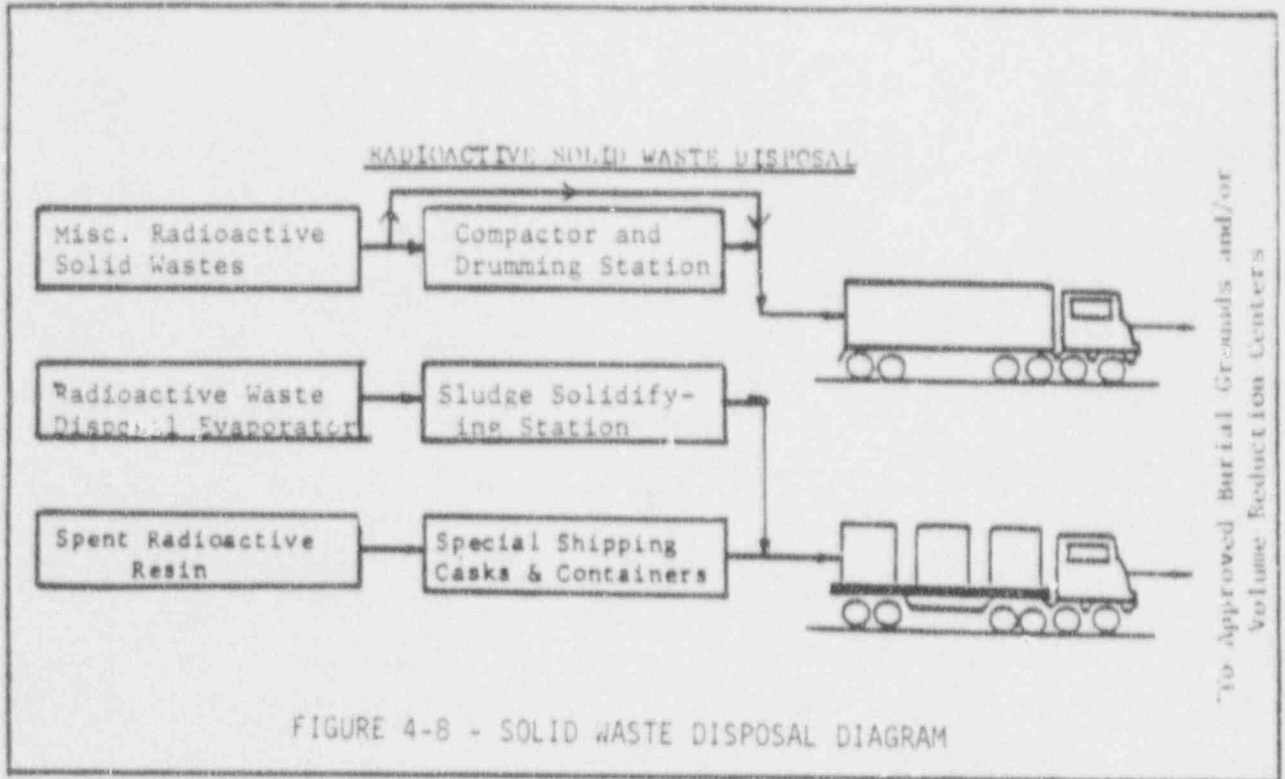 RADIOACTIVE SOLID WASTE DISPOSAL
Misc. Radioactive
Solid Wastes
Compactor and
Drumming Station
Radioactive Waste
Disposal Evaporator
Sludge Solidify-
ing Station
Spent Radioactive
Resin
Special Shipping
Casks & Containers
To Approved Burial Grounds and/or
Volume Reduction Centers
FIGURE 4-8 - SOLID WASTE DISPOSAL DIAGRAM